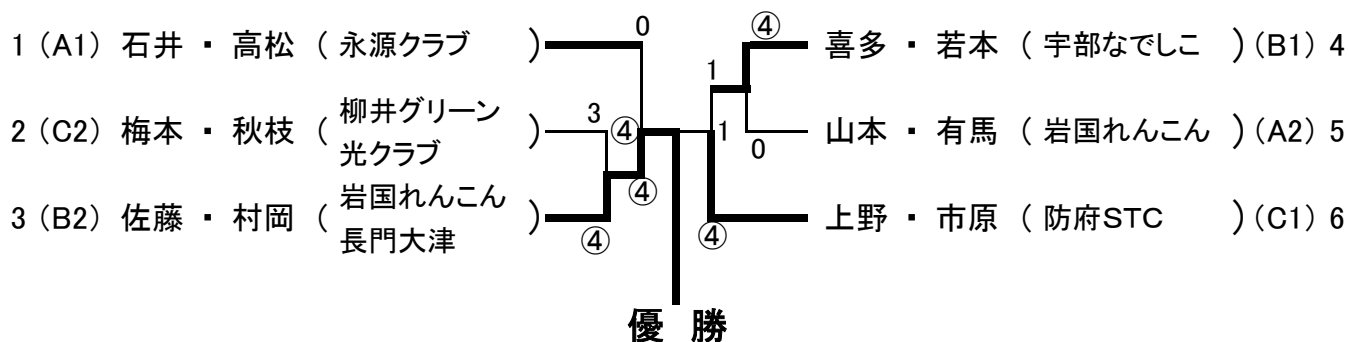 1 (A1) 石井 ・ 高松 ( 永源クラブ ) 0 ④ 喜多 ・ 若本 ( 宇部なでしこ ) (B1) 4
2 (C2) 梅本 ・ 秋枝 ( 柳井グリーン 光クラブ ) 3 ④ 1 1 0 山本 ・ 有馬 ( 岩国れんこん ) (A2) 5
3 (B2) 佐藤 ・ 村岡 ( 岩国れんこん 長門大津 ) ④ ④ ④ 上野 ・ 市原 ( 防府STC ) (C1) 6
優 勝